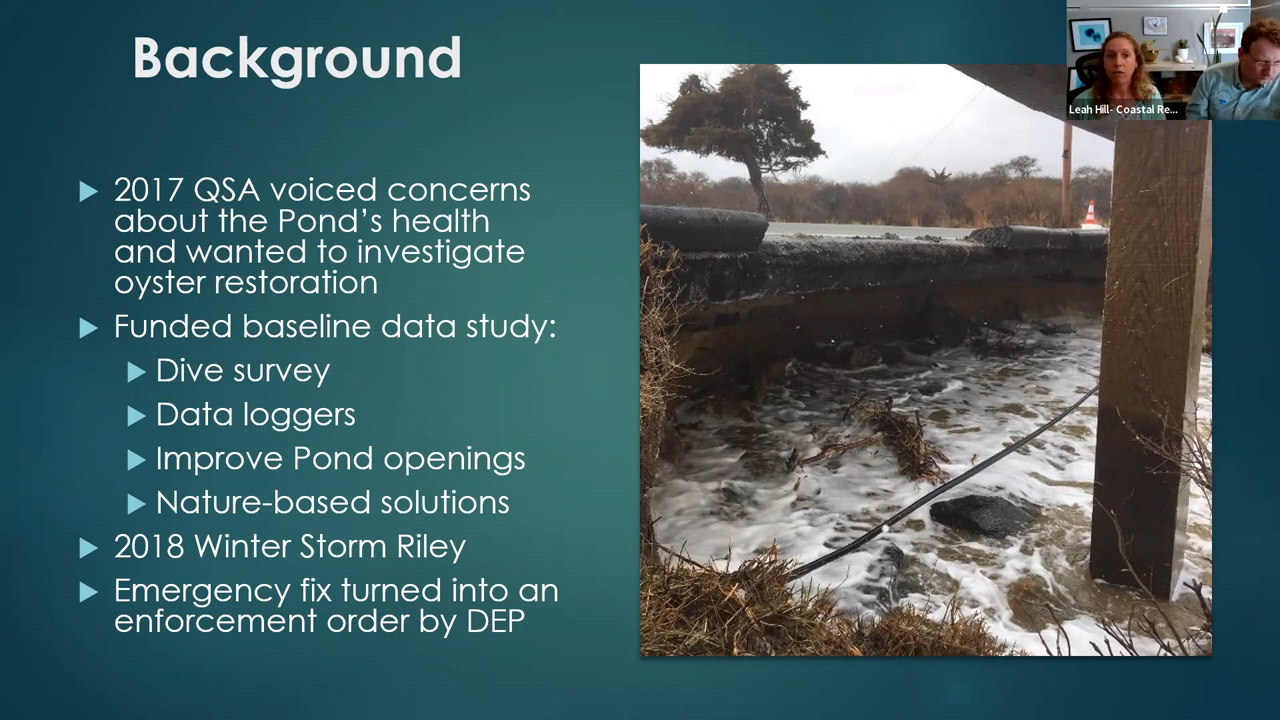 Background
Leah Hill- Coastal Re...
2017 QSA voiced concerns
about the Pond’s health
and wanted to investigate
oyster restoration
Funded baseline data study:
Dive survey
Data loggers
Improve Pond openings
Nature-based solutions
2018 Winter Storm Riley
Emergency fix turned into an
enforcement order by DEP